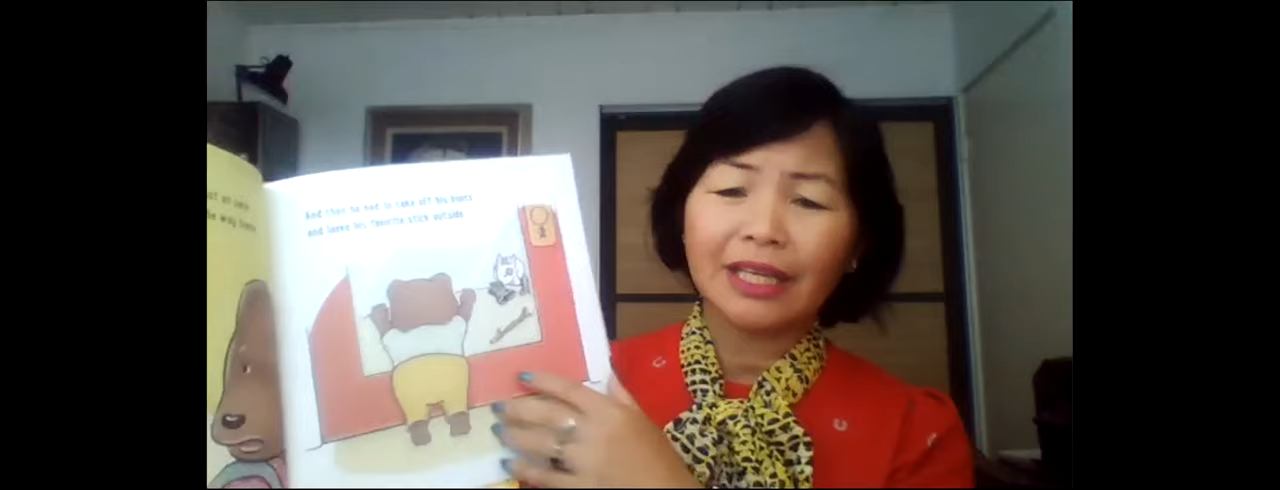 And then he had to take off his boots
and leave his favorite stick outside